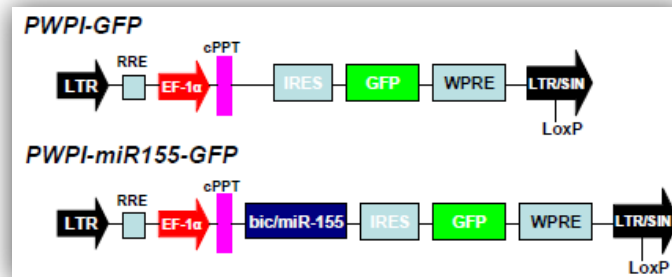 PWPI-GFP
cPPT
RRE
LTR EF-1α IRES GFP WPRE LTR/SIN
LoxP
PWPI-miR155-GFP
cPPT
RRE
LTR EF-1α bic/miR-155 IRES GFP WPRE LTR/SIN
LoxP